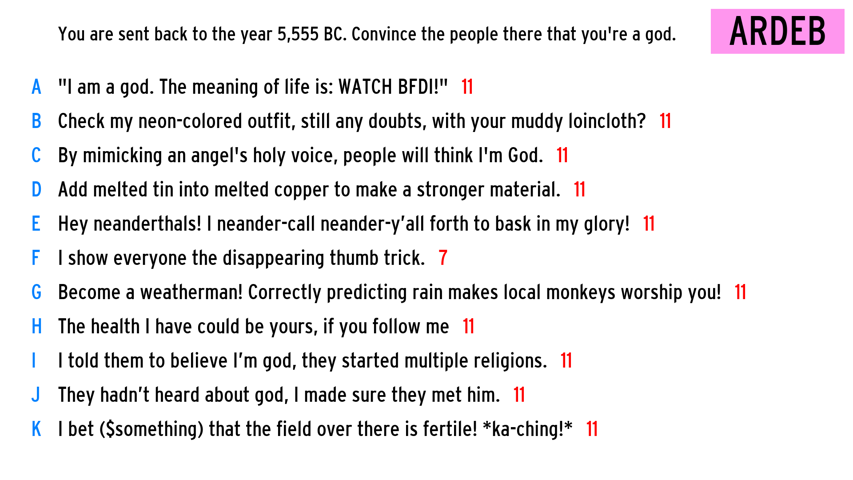 You are sent back to the year 5,555 BC. Convince the people there that you're a god.
ARDEB
A "I am a god. The meaning of life is: WATCH BFDI!" 11
B Check my neon-colored outfit, still any doubts, with your muddy loincloth? 11
C By mimicking an angel's holy voice, people will think I'm God. 11
D Add melted tin into melted copper to make a stronger material. 11
E Hey neanderthals! I neander-call neander-y’all forth to bask in my glory! 11
F I show everyone the disappearing thumb trick. 7
G Become a weatherman! Correctly predicting rain makes local monkeys worship you! 11
H The health I have could be yours, if you follow me 11
I I told them to believe I’m god, they started multiple religions. 11
J They hadn’t heard about god, I made sure they met him. 11
K I bet ($something) that the field over there is fertile! *ka-ching!* 11